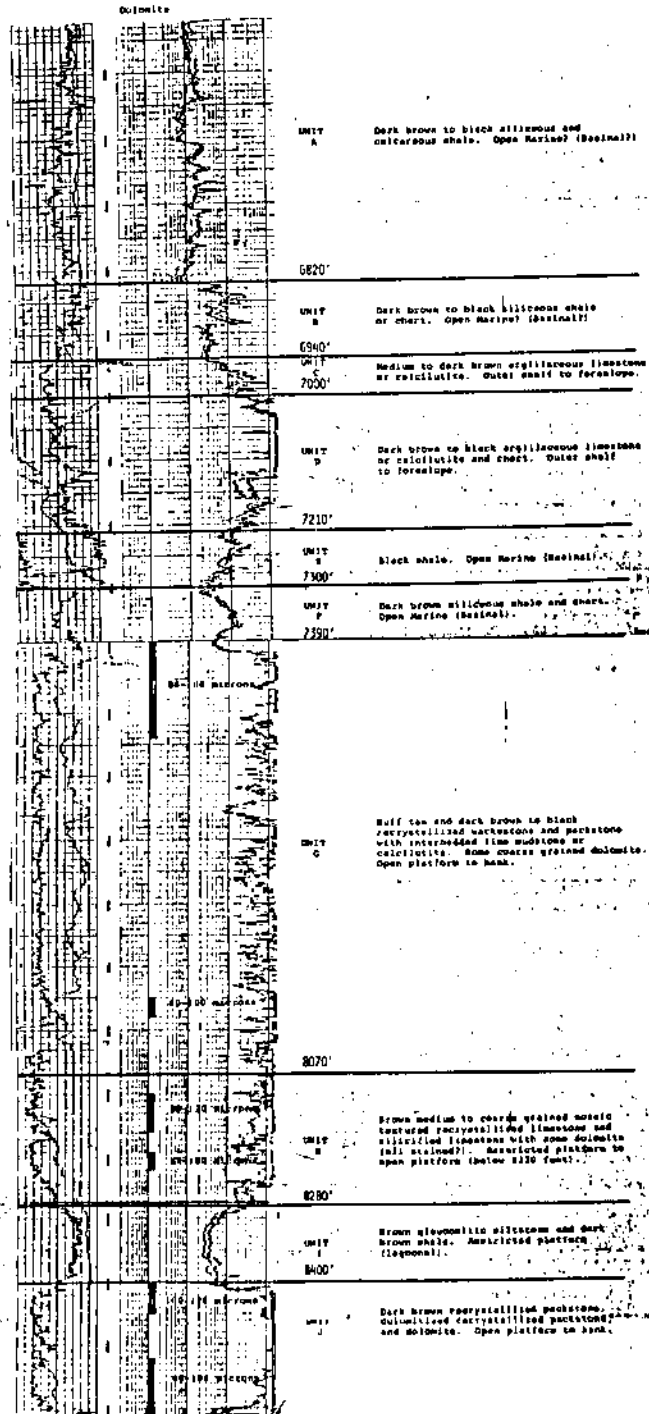 Dolomite
UNIT A
Dark brown to black siliceous and
calcareous shale. Open Marine? (Basinal?)
6820'
UNIT B
Dark brown to black siliceous shale
or chert. Open Marine? (Basinal?)
6940'
UNIT C
Medium to dark brown argillaceous limestone
or calcilutite. Outer shelf to foreslope.
7000'
UNIT D
Dark brown to black argillaceous limestone
or calcilutite and chert. Outer shelf
to foreslope.
7210'
UNIT E
Black shale. Open Marine (Basinal).
7300'
UNIT F
Dark brown siliceous shale and chert.
Open Marine (Basinal).
7390'
microns
UNIT G
Buff tan and dark brown to black
recrystallized wackestone and packstone
with interbedded lime mudstone or
calcilutite. Some coarse grained dolomite.
Open platform to bank.
microns
8070'
microns
UNIT H
Brown medium to coarse grained mosaic
textured recrystallized limestone and
silicified limestone with some dolomite
(oil stained?). Restricted platform to
open platform (below 8120 feet).
microns
8280'
UNIT I
Brown glauconitic siltstone and dark
brown shale. Restricted platform
(lagoonal).
8400'
microns
UNIT J
Dark brown recrystallized packstone,
dolomitized recrystallized packstone
and dolomite. Open platform to bank.
microns